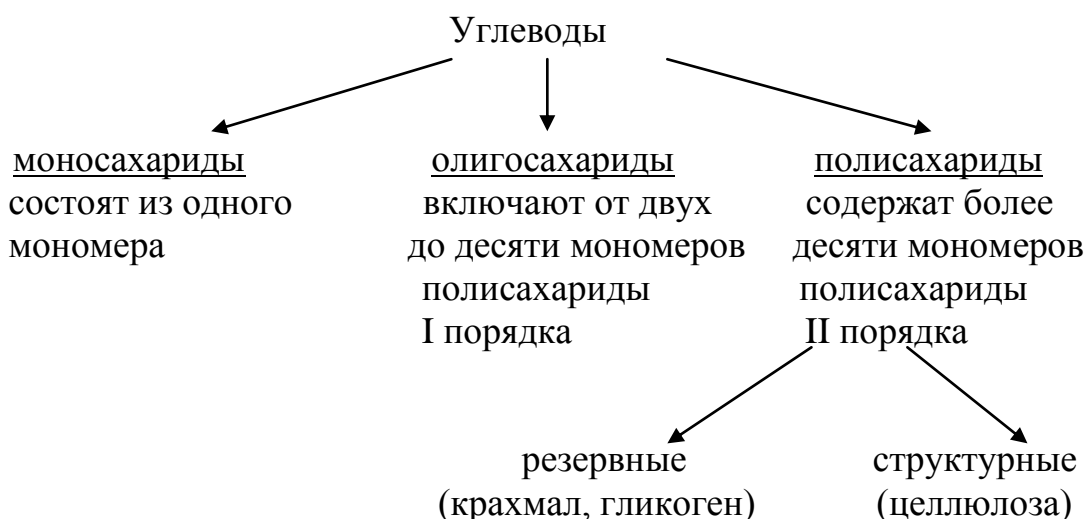 Углеводы
моносахариды
состоят из одного
мономера
олигосахариды
включают от двух
до десяти мономеров
полисахариды
I порядка
полисахариды
содержат более
десяти мономеров
полисахариды
II порядка
резервные
(крахмал, гликоген)
структурные
(целлюлоза)